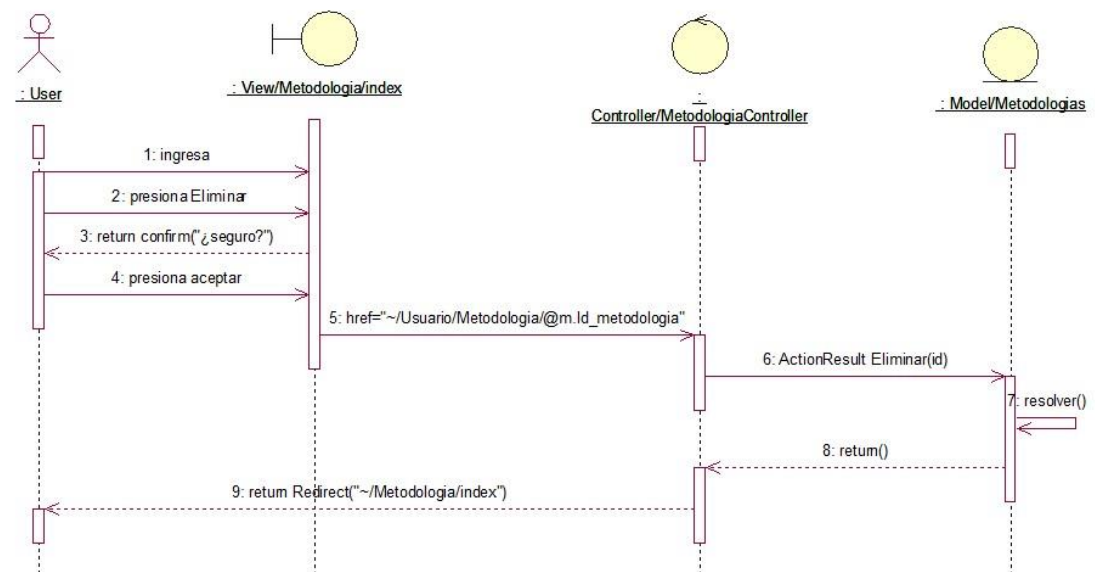 : User
: View/Metodologia/index
:
Controller/MetodologiaController
: Model/Metodologias
1: ingresa
2: presiona Eliminar
3: return confirm("¿seguro?")
4: presiona aceptar
5: href="~/Usuario/Metodologia/@m.Id_metodologia"
6: ActionResult Eliminar(id)
7: resolver()
8: return()
9: return Redirect("~/Metodologia/index")